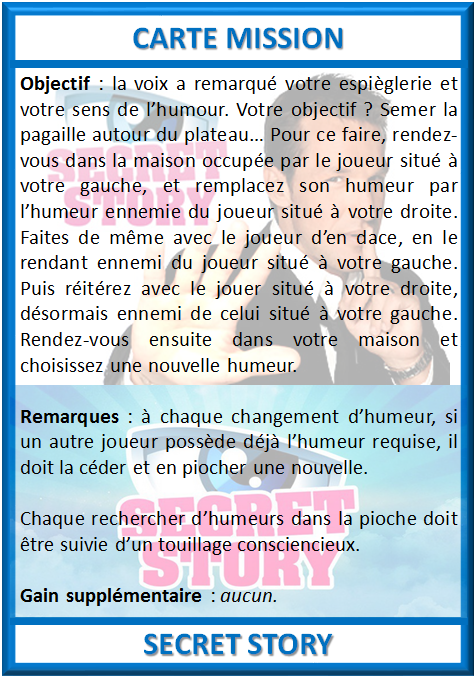 CARTE MISSION
Objectif : la voix a remarqué votre espièglerie et
votre sens de l’humour. Votre objectif ? Semer la
pagaille autour du plateau… Pour ce faire, rendez-
vous dans la maison occupée par le joueur situé à
votre gauche, et remplacez son humeur par
l’humeur ennemie du joueur situé à votre droite.
Faites de même avec le joueur d’en dace, en le
rendant ennemi du joueur situé à votre gauche.
Puis réitérez avec le jouer situé à votre droite,
désormais ennemi de celui situé à votre gauche.
Rendez-vous ensuite dans votre maison et
choisissez une nouvelle humeur.
SECRET
STORY
Remarques : à chaque changement d’humeur, si
un autre joueur possède déjà l’humeur requise, il
doit la céder et en piocher une nouvelle.
Chaque rechercher d’humeurs dans la pioche doit
être suivie d’un touillage consciencieux.
Gain supplémentaire : aucun.
SECRET
STORY
SECRET STORY